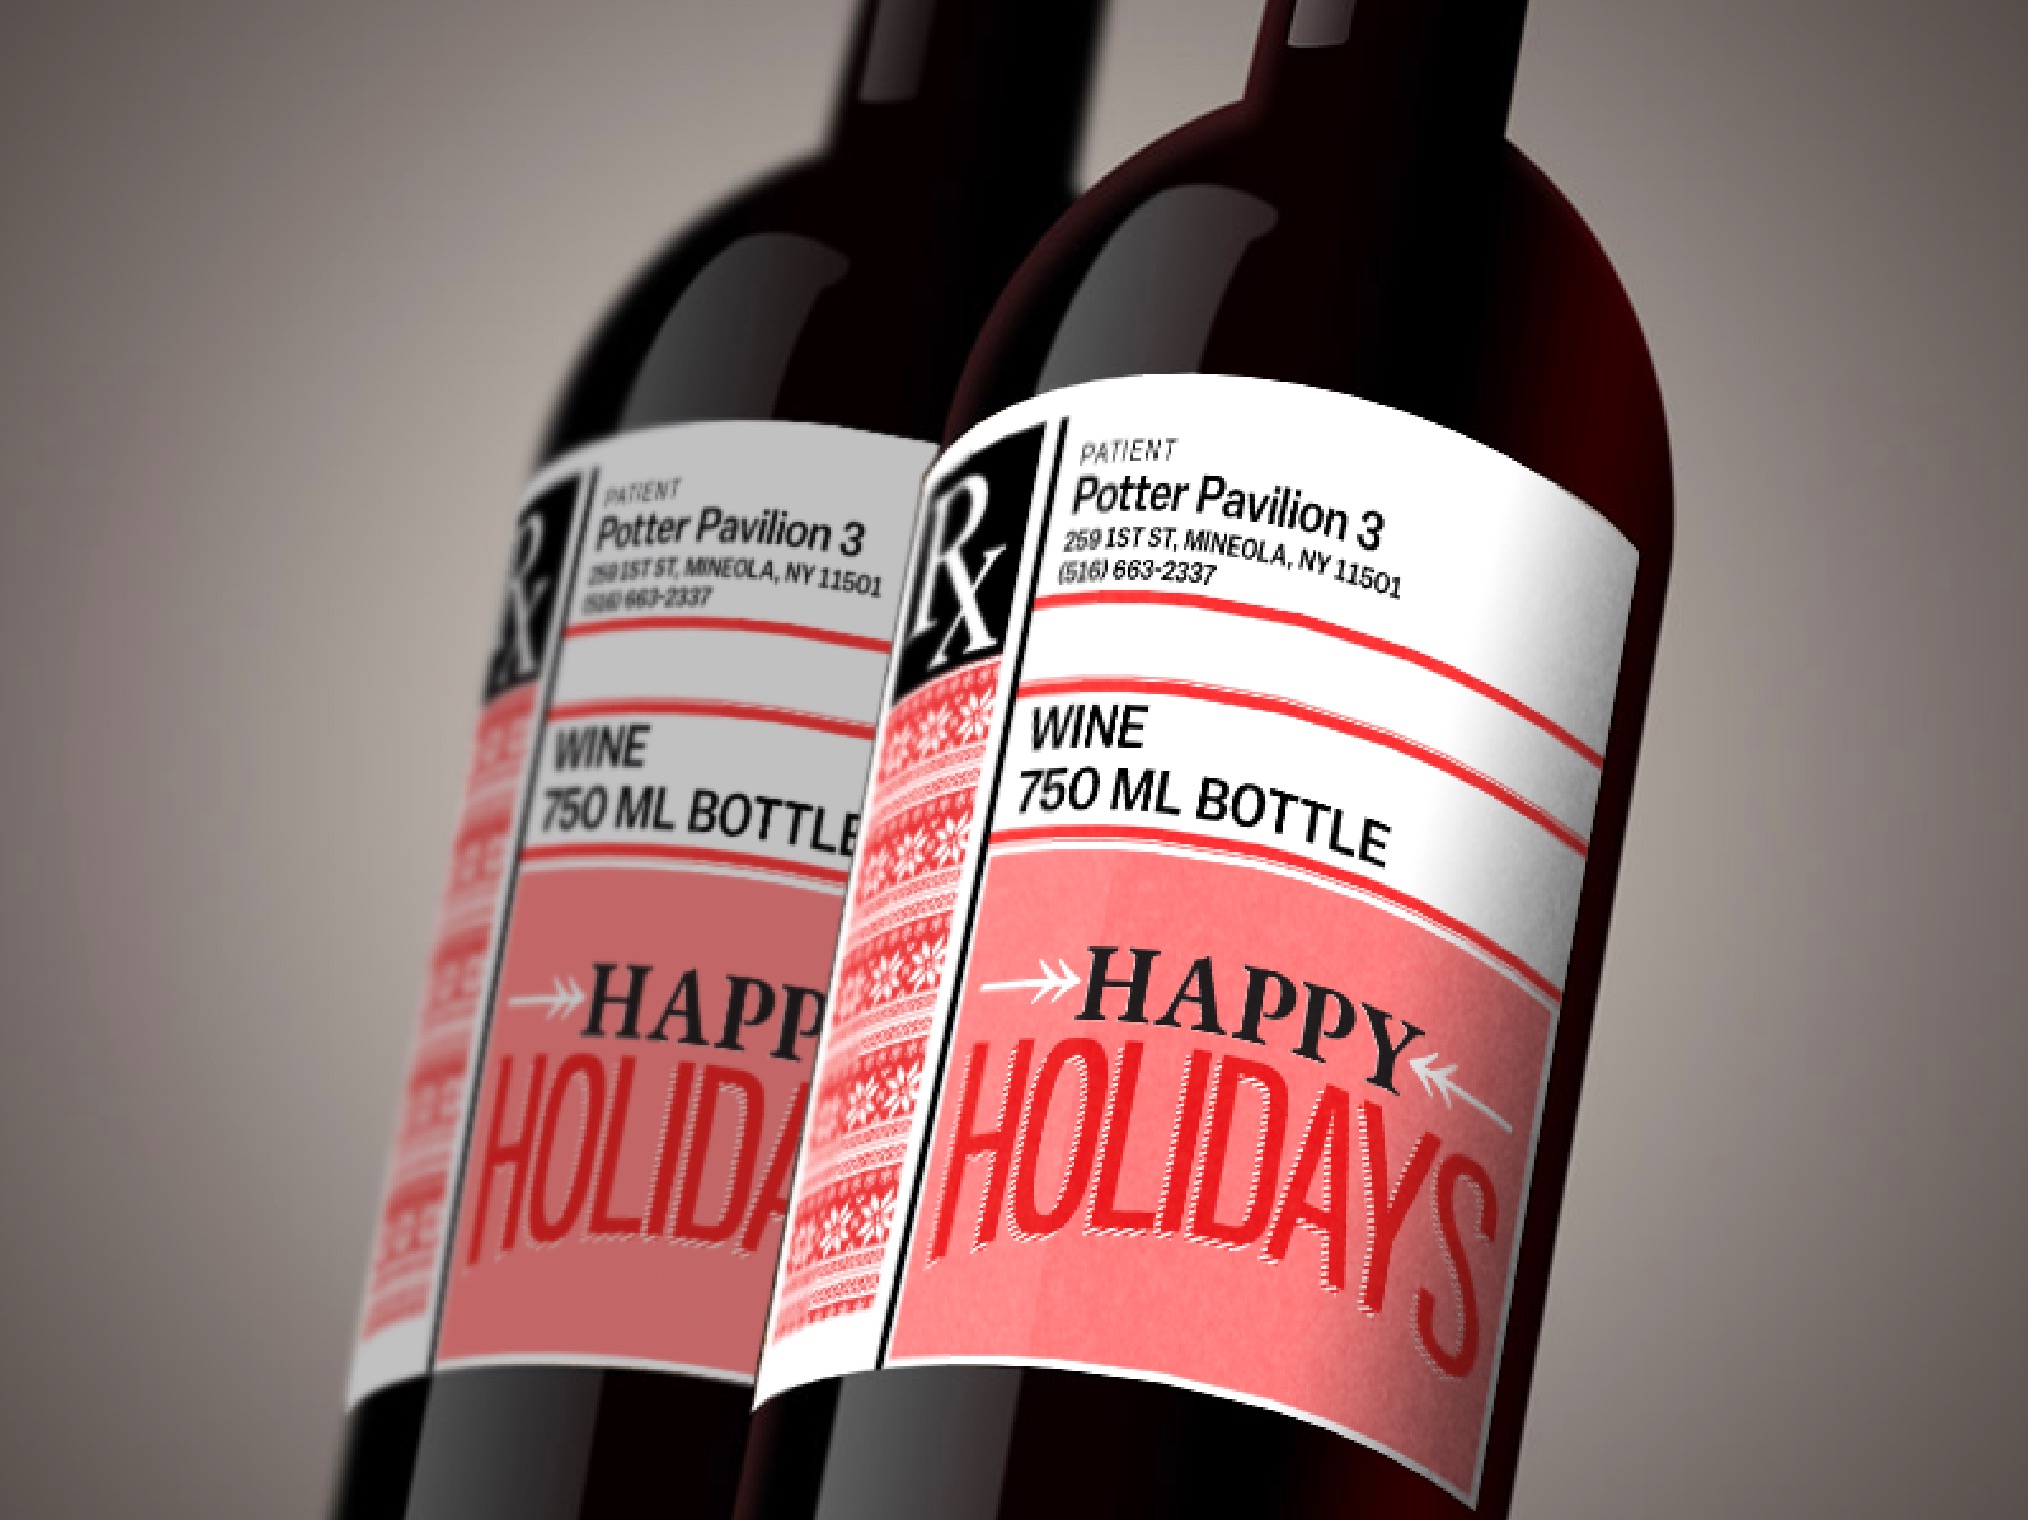 Rx
PATIENT
Potter Pavilion 3
259 1ST ST, MINEOLA, NY 11501
(516) 663-2337
WINE
750 ML BOTTLE
HAPPY
HOLIDAYS
Rx
PATIENT
Potter Pavilion 3
259 1ST ST, MINEOLA, NY 11501
(516) 663-2337
WINE
750 ML BOTTLE
HAPP
HOLIDA